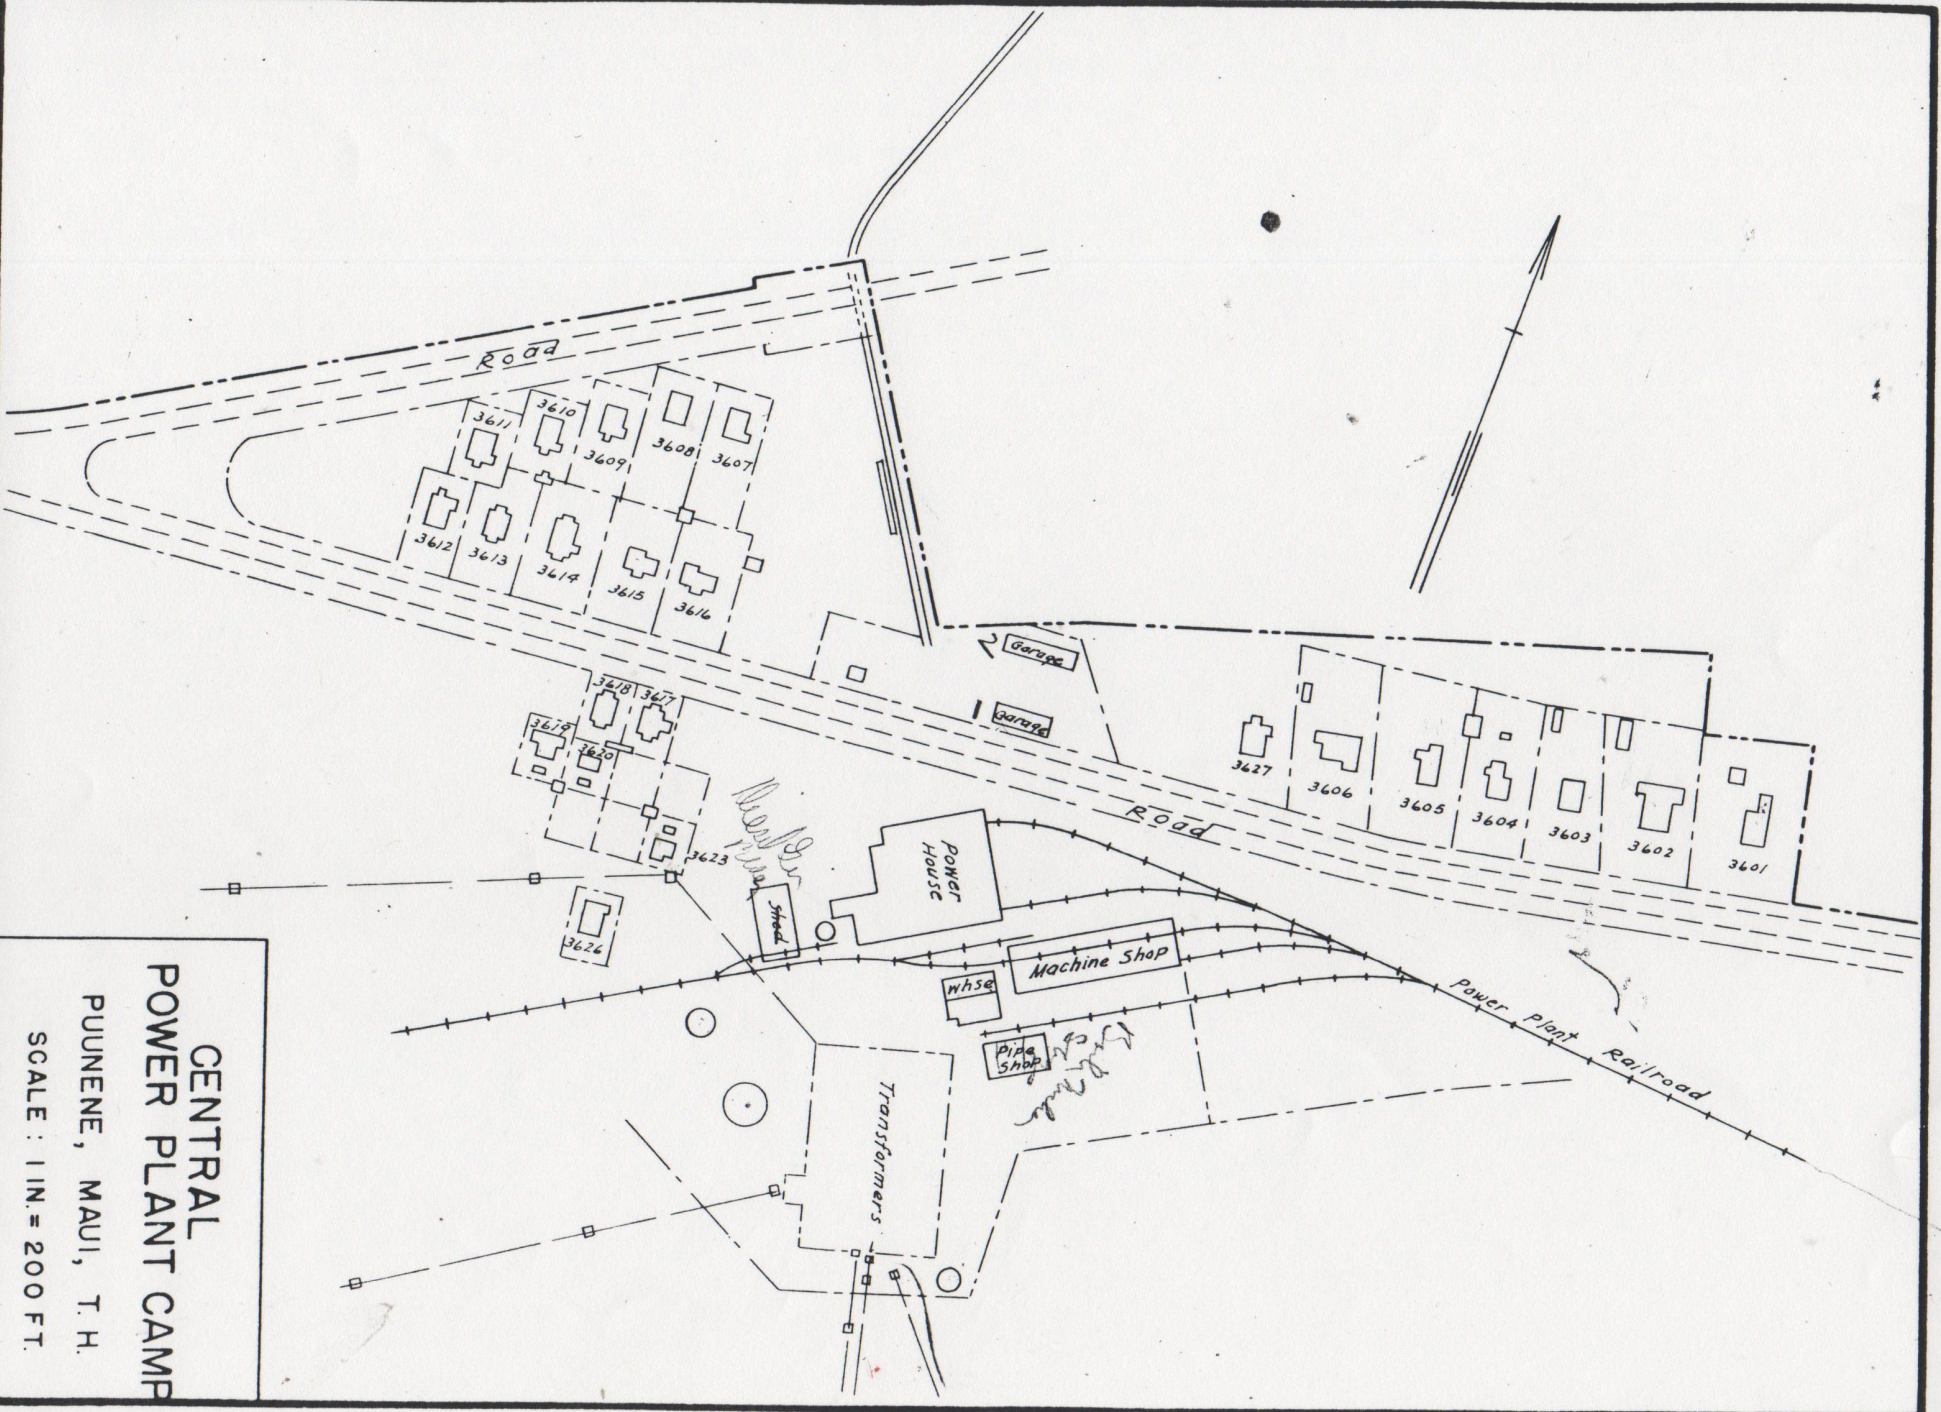 Road
3611
3610
3609
3608
3607
3612
3613
3614
3615
3616
2
Garage
1
Garage
3618
3617
3619
3620
3623
3626
3627
3606
3605
3604
3603
3602
3601
Road
Power
House
Shed
Machine Shop
Whse
Pipe
Shop
Power Plant Railroad
Transformers
CENTRAL
POWER PLANT CAMP
PUUNENE, MAUI, T. H.
SCALE : 1 IN. = 200 FT.